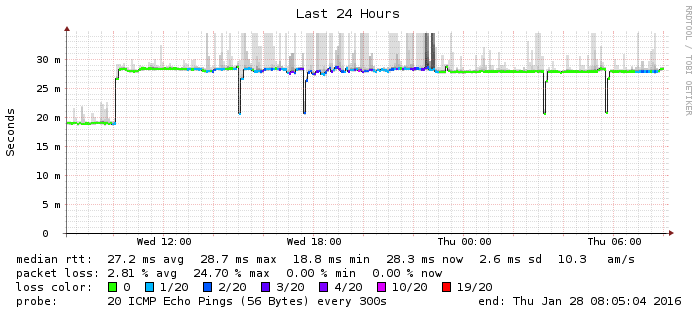 Last 24 Hours
RRDTOOL / TOBI OETIKER
Seconds
30 m
25 m
20 m
15 m
10 m
5 m
0
Wed 12:00 Wed 18:00 Thu 00:00 Thu 06:00
median rtt: 27.2 ms avg 28.7 ms max 18.8 ms min 28.3 ms now 2.6 ms sd 10.3 am/s
packet loss: 2.81 % avg 24.70 % max 0.00 % min 0.00 % now
loss color: 0 1/20 2/20 3/20 4/20 10/20 19/20
probe: 20 ICMP Echo Pings (56 Bytes) every 300s end: Thu Jan 28 08:05:04 2016